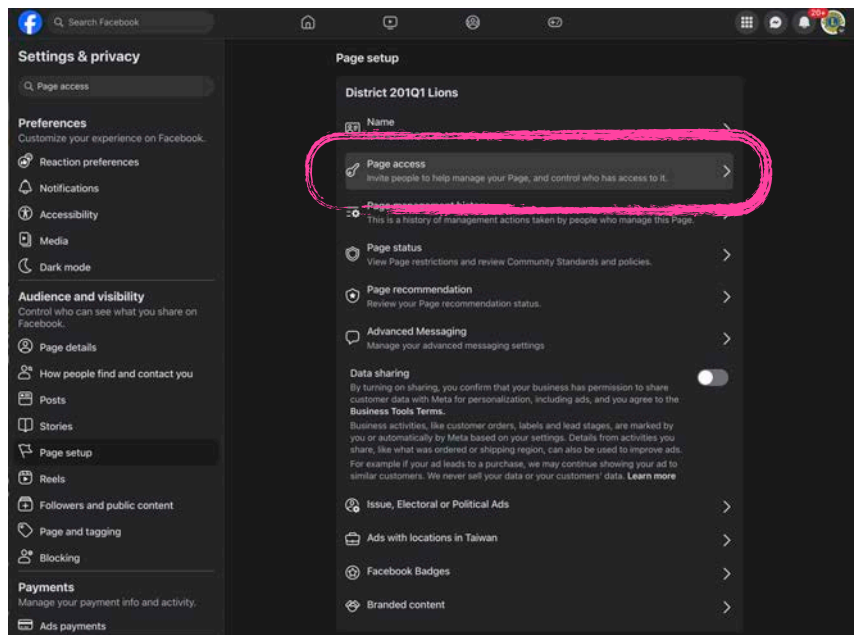 Search Facebook
20+
Settings & privacy
Page access
Preferences
Customize your experience on Facebook.
Reaction preferences
Notifications
Accessibility
Media
Dark mode
Audience and visibility
Control who can see what you share on
Facebook.
Page details
How people find and contact you
Posts
Stories
Page setup
Reels
Followers and public content
Page and tagging
Blocking
Payments
Manage your payment info and activity.
Ads payments
Page setup
District 201Q1 Lions
Name
Page access
Invite people to help manage your Page, and control who has access to it.
Page management history
This is a history of management actions taken by people who manage this Page.
Page status
View Page restrictions and review Community Standards and policies.
Page recommendation
Review your Page recommendation status.
Advanced Messaging
Manage your advanced messaging settings
Data sharing
By turning on sharing, you confirm that your business has permission to share
customer data with Meta for personalization, including ads, and you agree to the
Business Tools Terms.
Business activities, like customer orders, labels and lead stages, are marked by
you or automatically by Meta based on your settings. Details from activities you
share, like what was ordered or shipping region, can also be used to improve ads.
For example if your ad leads to a purchase, we may continue showing your ad to
similar customers. We never sell your data or your customers' data. Learn more
Issue, Electoral or Political Ads
Ads with locations in Taiwan
Facebook Badges
Branded content